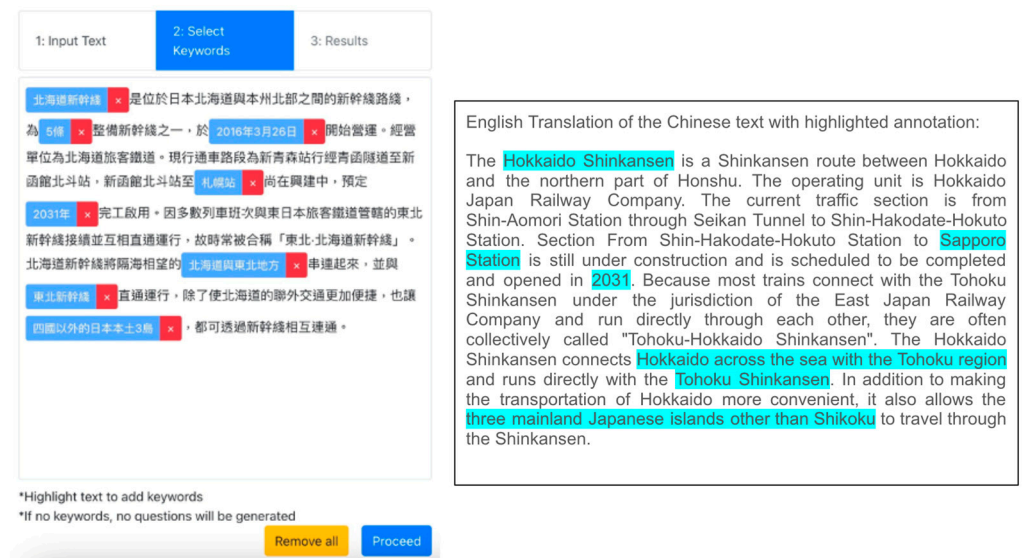 1: Input Text
2: Select
Keywords
3: Results
北海道新幹綫 × 是位於日本北海道與本州北部之間的新幹綫路綫，
為 5條 × 整備新幹綫之一，於 2016年3月26日 × 開始營運。經營
單位為北海道旅客鐵道。現行通車路段為新青森站行經青函隧道至新
函館北斗站，新函館北斗站至 札幌站 × 尚在興建中，預定
2031年 × 完工啟用。因多數列車班次與東日本旅客鐵道管轄的東北
新幹綫接續並互相直通運行，故時常被合稱「東北·北海道新幹綫」。
北海道新幹綫將隔海相望的 北海道與東北地方 × 串連起來，並與
東北新幹綫 × 直通運行，除了使北海道的聯外交通更加便捷，也讓
四國以外的日本本土3島 × ，都可透過新幹綫相互連通。
*Highlight text to add keywords
*If no keywords, no questions will be generated
Remove all
Proceed
English Translation of the Chinese text with highlighted annotation:
The Hokkaido Shinkansen is a Shinkansen route between Hokkaido
and the northern part of Honshu. The operating unit is Hokkaido
Japan Railway Company. The current traffic section is from
Shin-Aomori Station through Seikan Tunnel to Shin-Hakodate-Hokuto
Station. Section From Shin-Hakodate-Hokuto Station to Sapporo
Station is still under construction and is scheduled to be completed
and opened in 2031. Because most trains connect with the Tohoku
Shinkansen under the jurisdiction of the East Japan Railway
Company and run directly through each other, they are often
collectively called "Tohoku-Hokkaido Shinkansen". The Hokkaido
Shinkansen connects Hokkaido across the sea with the Tohoku region
and runs directly with the Tohoku Shinkansen. In addition to making
the transportation of Hokkaido more convenient, it also allows the
three mainland Japanese islands other than Shikoku to travel through
the Shinkansen.